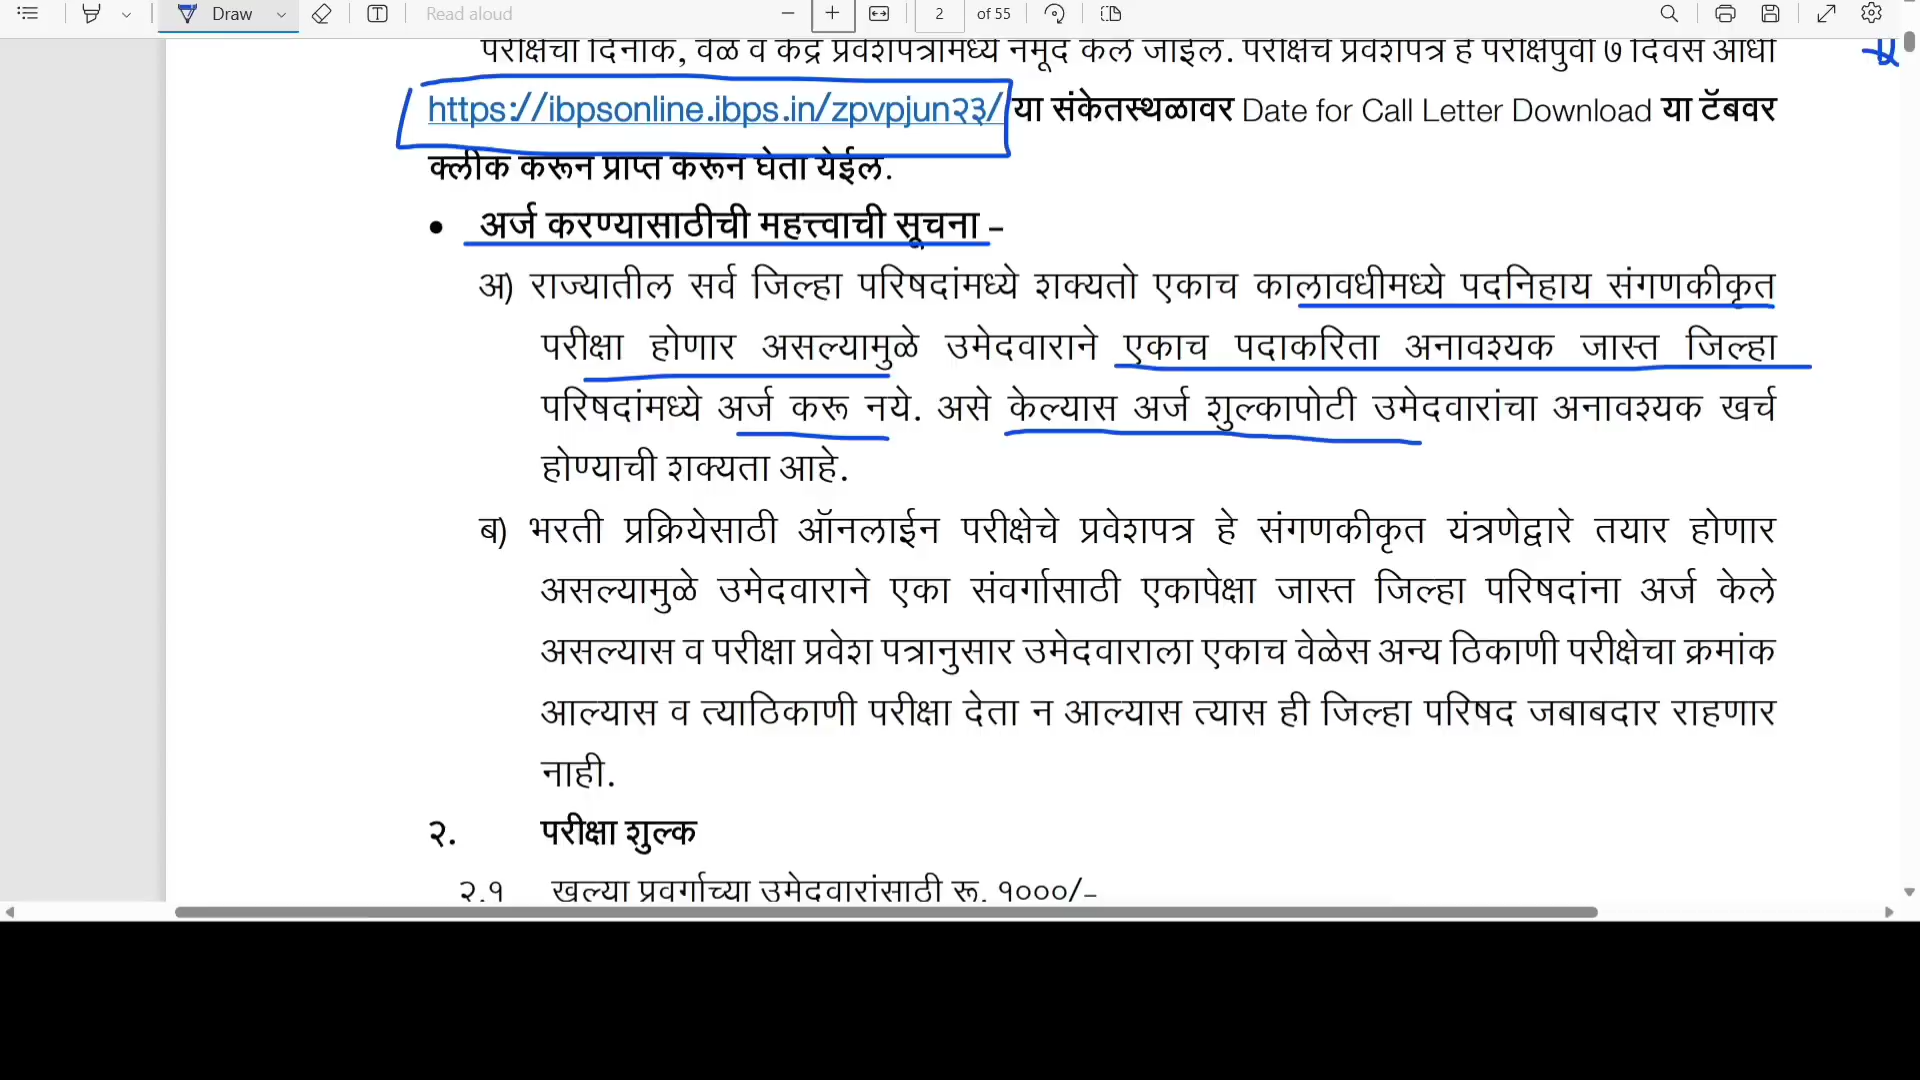 Draw
Read aloud
2 of 55
परीक्षेचा दिनांक, वेळ व केंद्र प्रवेशपत्रामध्ये नमूद केले जाईल. परीक्षेचे प्रवेशपत्र हे परीक्षेपुर्वी ७ दिवस आधी
https://ibpsonline.ibps.in/zpvpjun२३/ या संकेतस्थळावर Date for Call Letter Download या टॅबवर
क्लीक करून प्राप्त करून घेता येईल.
• अर्ज करण्यासाठीची महत्त्वाची सूचना –
अ) राज्यातील सर्व जिल्हा परिषदांमध्ये शक्यतो एकाच कालावधीमध्ये पदनिहाय संगणकीकृत
परीक्षा होणार असल्यामुळे उमेदवाराने एकाच पदाकरिता अनावश्यक जास्त जिल्हा
परिषदांमध्ये अर्ज करू नये. असे केल्यास अर्ज शुल्कापोटी उमेदवारांचा अनावश्यक खर्च
होण्याची शक्यता आहे.
ब) भरती प्रक्रियेसाठी ऑनलाईन परीक्षेचे प्रवेशपत्र हे संगणकीकृत यंत्रणेद्वारे तयार होणार
असल्यामुळे उमेदवाराने एका संवर्गासाठी एकापेक्षा जास्त जिल्हा परिषदांना अर्ज केले
असल्यास व परीक्षा प्रवेश पत्रानुसार उमेदवाराला एकाच वेळेस अन्य ठिकाणी परीक्षेचा क्रमांक
आल्यास व त्याठिकाणी परीक्षा देता न आल्यास त्यास ही जिल्हा परिषद जबाबदार राहणार
नाही.
२. परीक्षा शुल्क
२.१ खुल्या प्रवर्गाच्या उमेदवारांसाठी रू. १०००/–